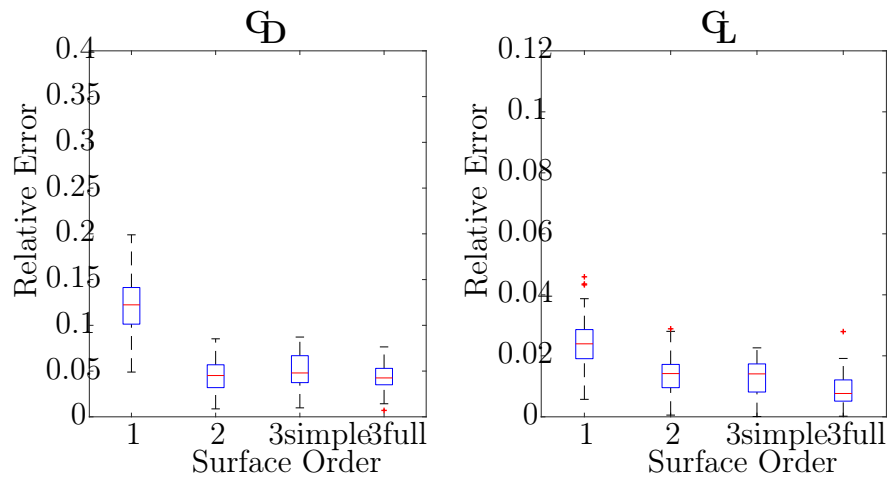 C_D
Relative Error
0.4
0.35
0.3
0.25
0.2
0.15
0.1
0.05
0
1 2 3simple 3full
Surface Order
C_L
Relative Error
0.12
0.1
0.08
0.06
0.04
0.02
0
1 2 3simple 3full
Surface Order